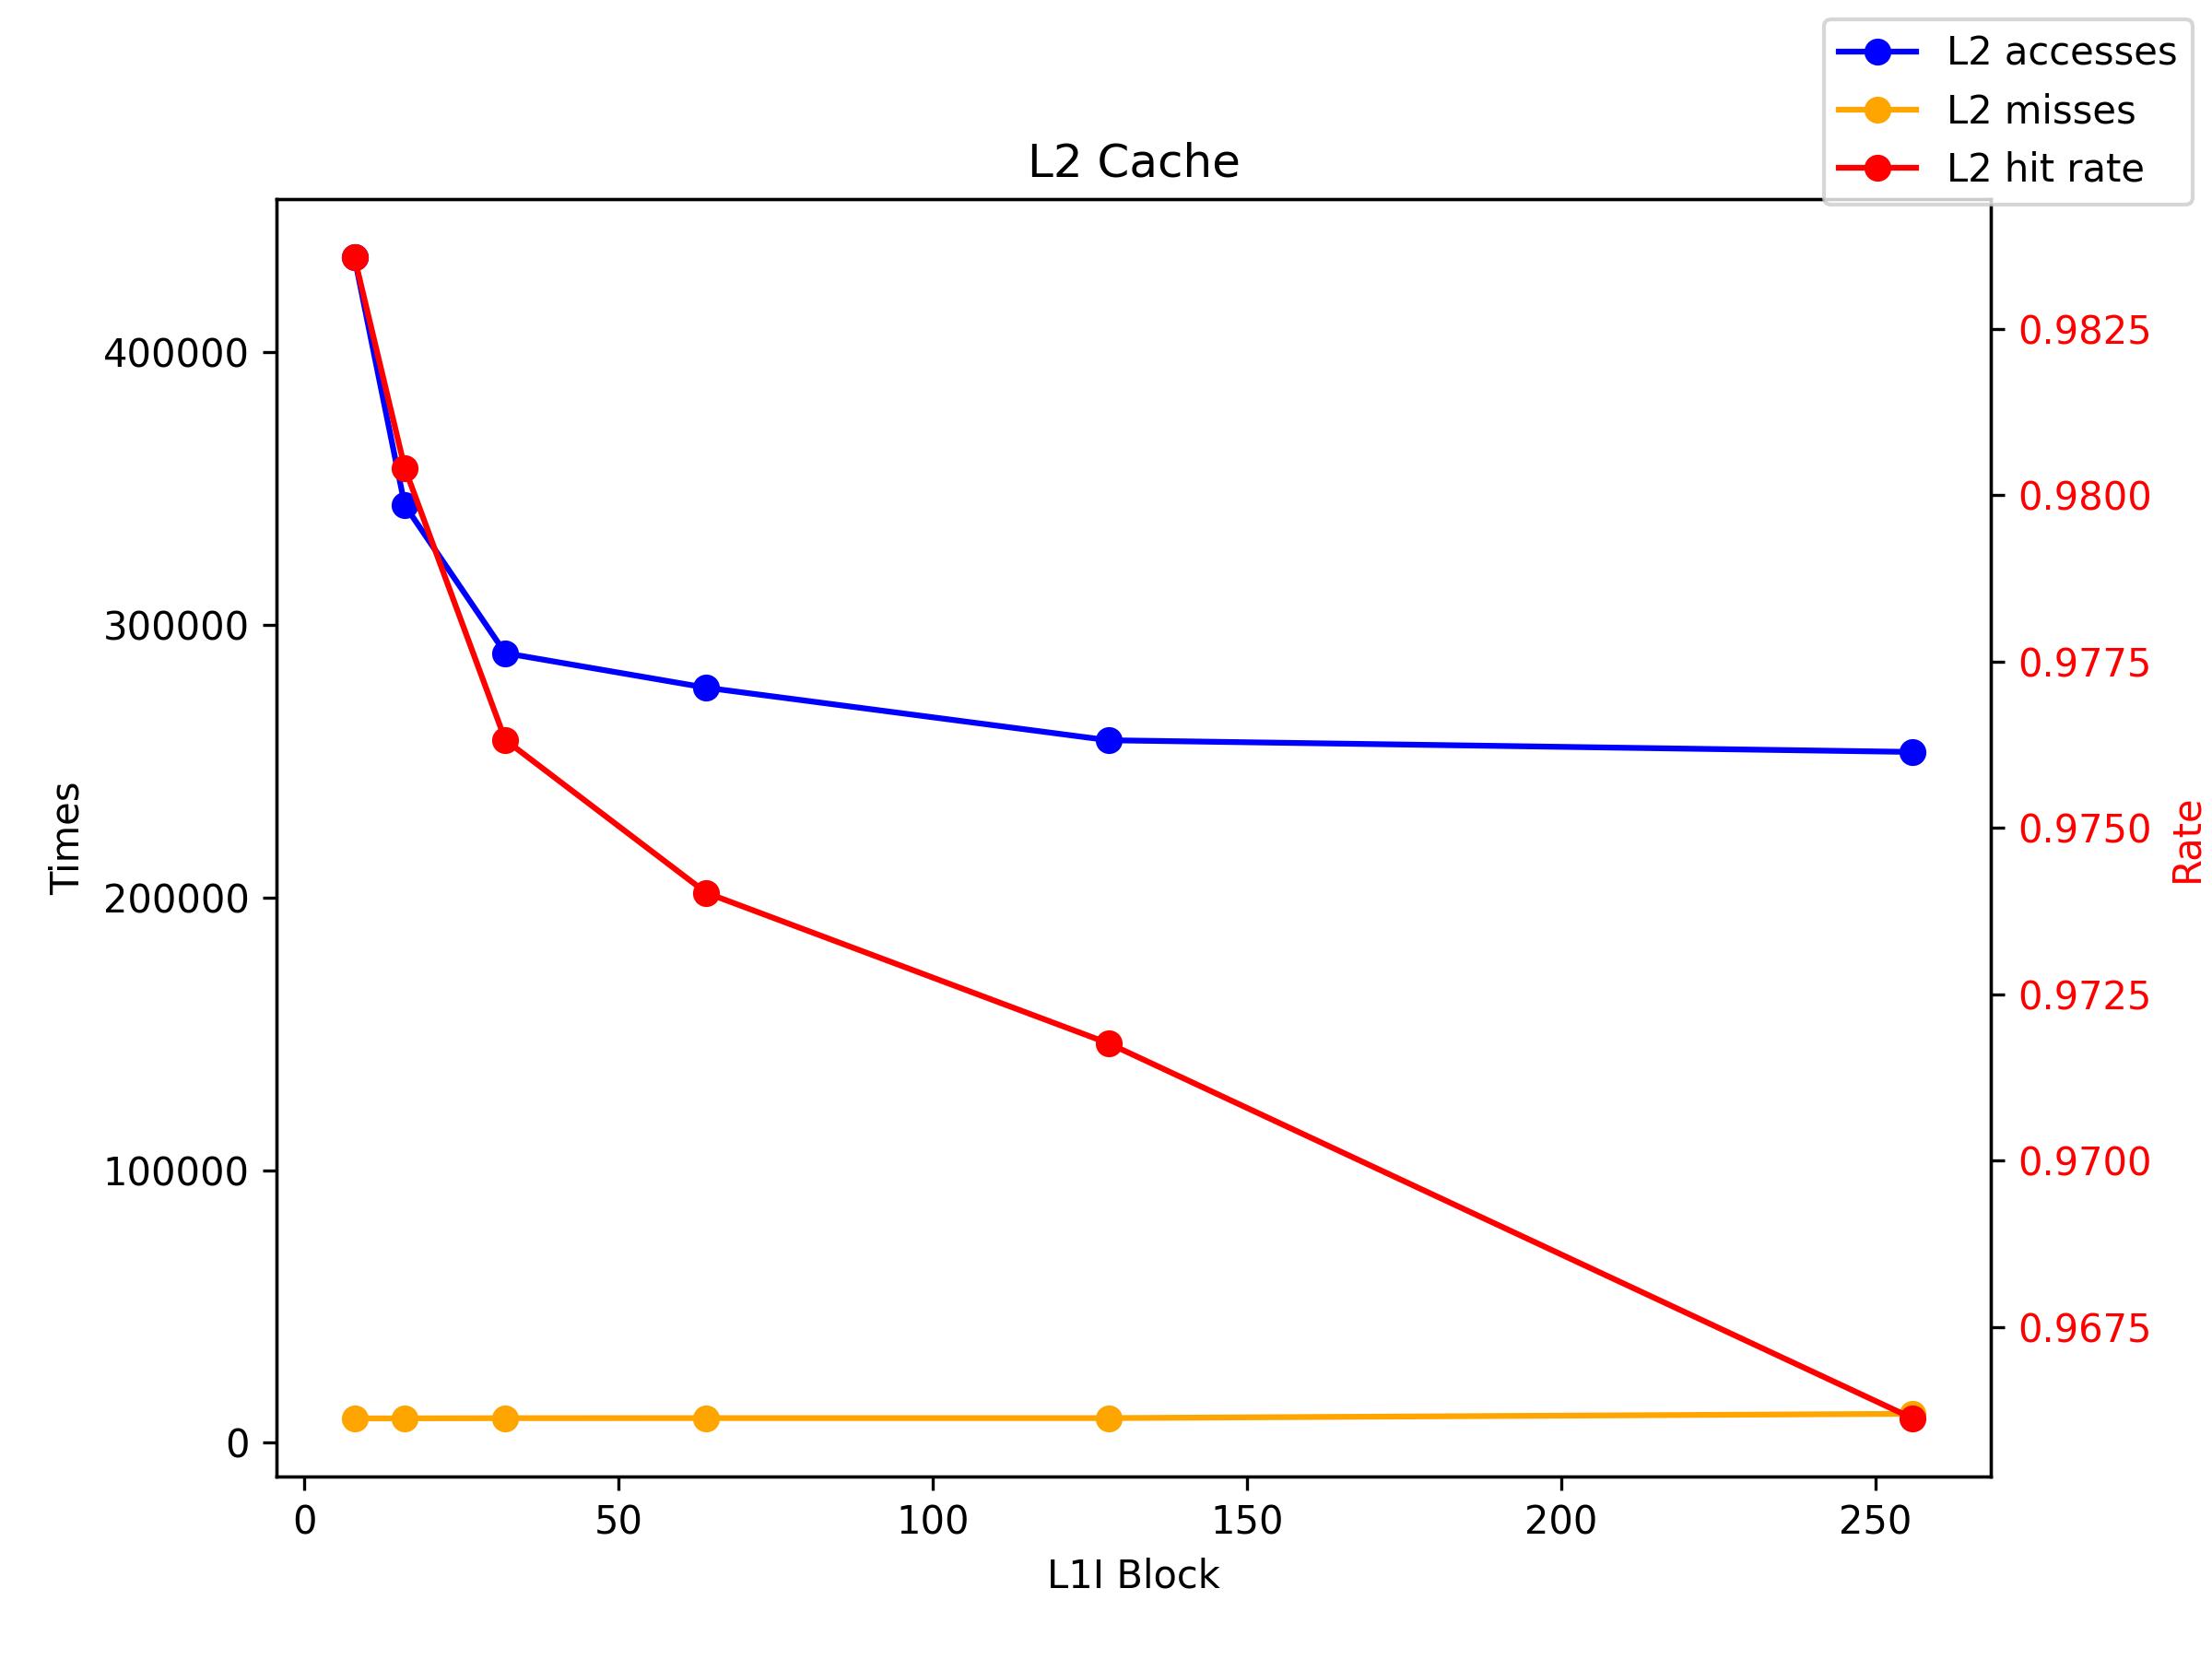 L2 accesses
L2 misses
L2 hit rate
L2 Cache
400000
300000
200000
100000
0
Times
0.9825
0.9800
0.9775
0.9750
0.9725
0.9700
0.9675
Rate
0 50 100 150 200 250
L1I Block